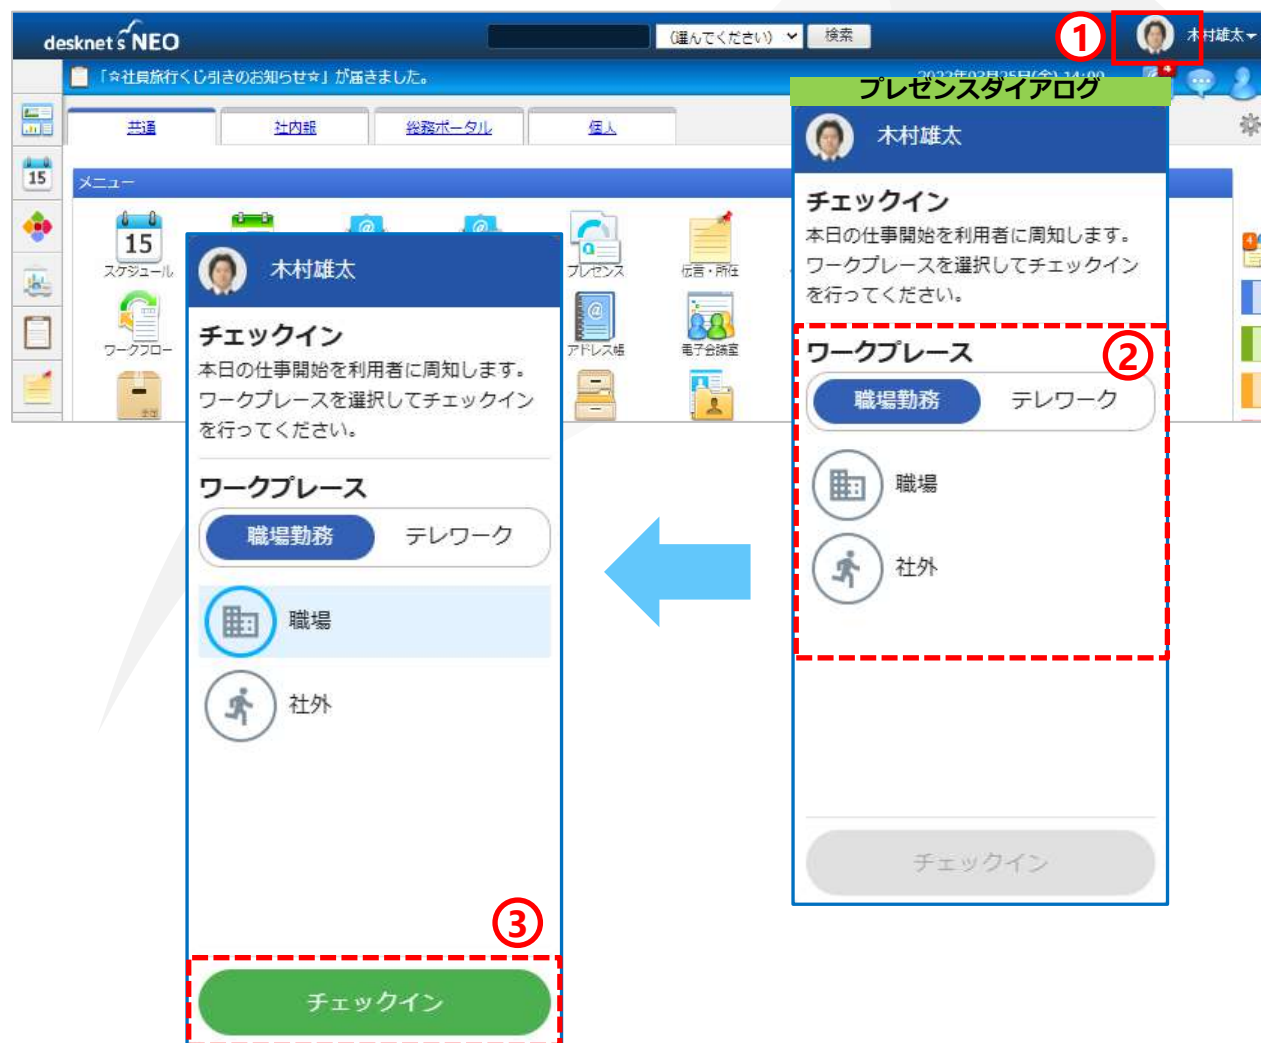 desknet's NEO
(選んでください)
検索
①
木村雄太
「☆社員旅行くじ引きのお知らせ☆」が届きました。
4
プレゼンスダイアログ
共通
社内報
総務ポータル
個人
15
メニュー
15
スケジュール
プレゼンス
伝言・所在
ワークフロー
アドレス帳
電子会議室
木村雄太
チェックイン
本日の仕事開始を利用者に周知します。
ワークプレースを選択してチェックイン
を行ってください。
ワークプレース
②
職場勤務
テレワーク
職場
社外
チェックイン
木村雄太
チェックイン
本日の仕事開始を利用者に周知します。
ワークプレースを選択してチェックイン
を行ってください。
ワークプレース
職場勤務
テレワーク
職場
社外
③
チェックイン